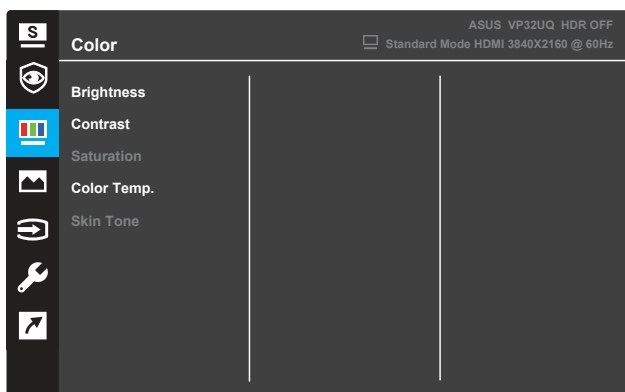 S
ASUS VP32UQ HDR OFF
Color
Standard Mode HDMI 3840X2160 @ 60Hz
Brightness
Contrast
Saturation
Color Temp.
Skin Tone